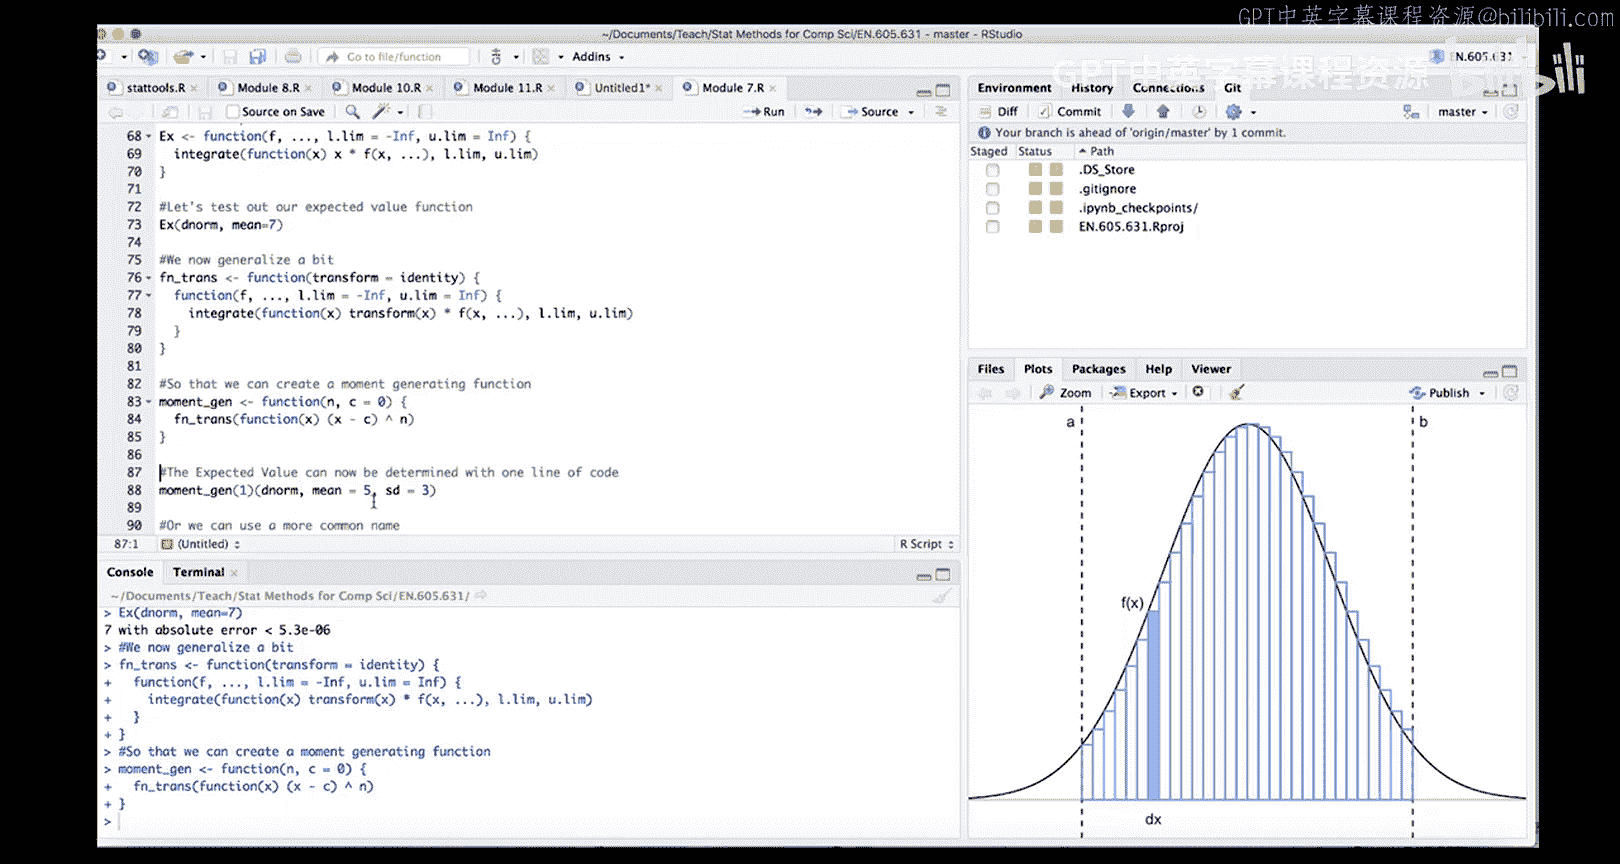 GPT中英字幕课程资源@bilibili.com
~/Documents/Teach/Stat Methods for Comp Sci/EN.605.631 - master - RStudio
Go to file/function
Addins
EN.605.631
GPT中英字幕课程资源 bilibili
stattools.R
Module 8.R
Module 10.R
Module 11.R
Untitled1*
Module 7.R
Source on Save
Run
Source
68 Ex <- function(f, ..., l.lim = -Inf, u.lim = Inf) {
69 integrate(function(x) x * f(x, ...), l.lim, u.lim)
70 }
71
72 #Let's test out our expected value function
73 Ex(dnorm, mean=7)
74
75 #We now generalize a bit
76 fn_trans <- function(transform = identity) {
77 function(f, ..., l.lim = -Inf, u.lim = Inf) {
78 integrate(function(x) transform(x) * f(x, ...), l.lim, u.lim)
79 }
80 }
81
82 #So that we can create a moment generating function
83 moment_gen <- function(n, c = 0) {
84 fn_trans(function(x) (x - c) ^ n)
85 }
86
87 #The Expected Value can now be determined with one line of code
88 moment_gen(1)(dnorm, mean = 5, sd = 3)
89
90 #Or we can use a more common name
87:1 (Untitled) R Script
Console Terminal
~/Documents/Teach/Stat Methods for Comp Sci/EN.605.631/
> Ex(dnorm, mean=7)
7 with absolute error < 5.3e-06
> #We now generalize a bit
> fn_trans <- function(transform = identity) {
+ function(f, ..., l.lim = -Inf, u.lim = Inf) {
+ integrate(function(x) transform(x) * f(x, ...), l.lim, u.lim)
+ }
+ }
> #So that we can create a moment generating function
> moment_gen <- function(n, c = 0) {
+ fn_trans(function(x) (x - c) ^ n)
+ }
>
Environment History Connections Git
Diff Commit master
Your branch is ahead of 'origin/master' by 1 commit.
Staged Status Path
.DS_Store
.gitignore
.ipynb_checkpoints/
EN.605.631.Rproj
Files Plots Packages Help Viewer
Zoom Export Publish
a
b
f(x)
dx